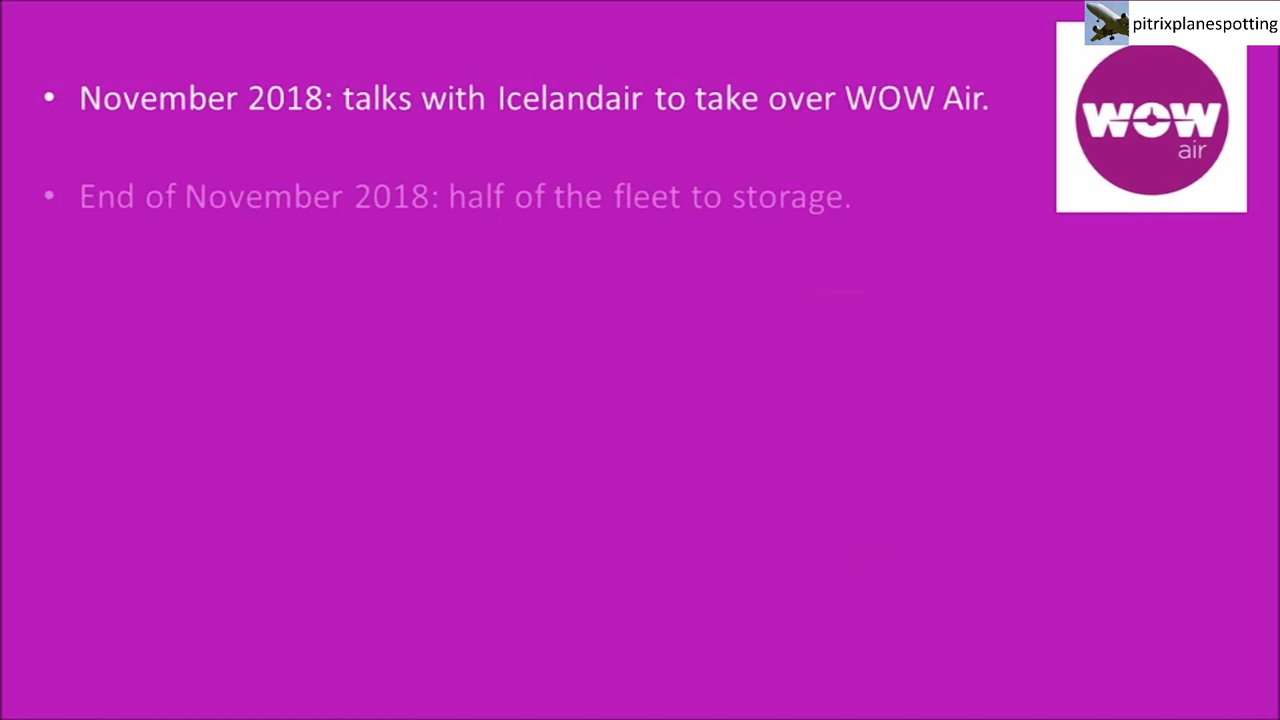 pitrixplanespotting
• November 2018: talks with Icelandair to take over WOW Air.
WOW
air
• End of November 2018: half of the fleet to storage.